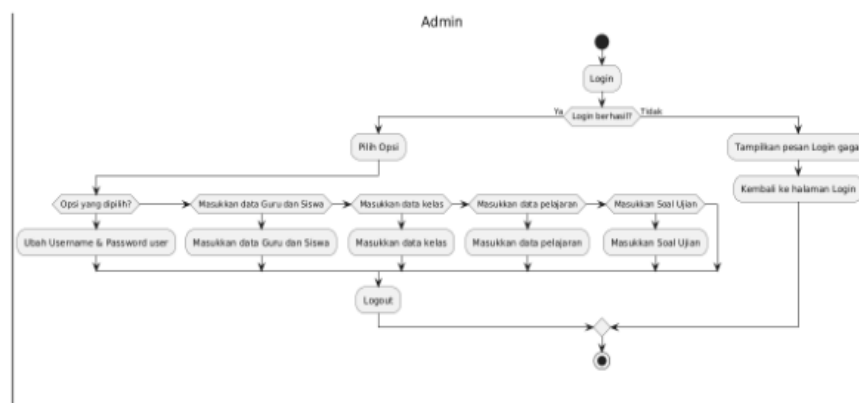 Admin
Login
Ya
Login berhasil?
Tidak
Pilih Opsi
Tampilkan pesan Login gaga
Kembali ke halaman Login
Opsi yang dipilih?
Masukkan data Guru dan Siswa
Masukkan data kelas
Masukkan data pelajaran
Masukkan Soal Ujian
Ubah Username & Password user
Masukkan data Guru dan Siswa
Masukkan data kelas
Masukkan data pelajaran
Masukkan Soal Ujian
Logout